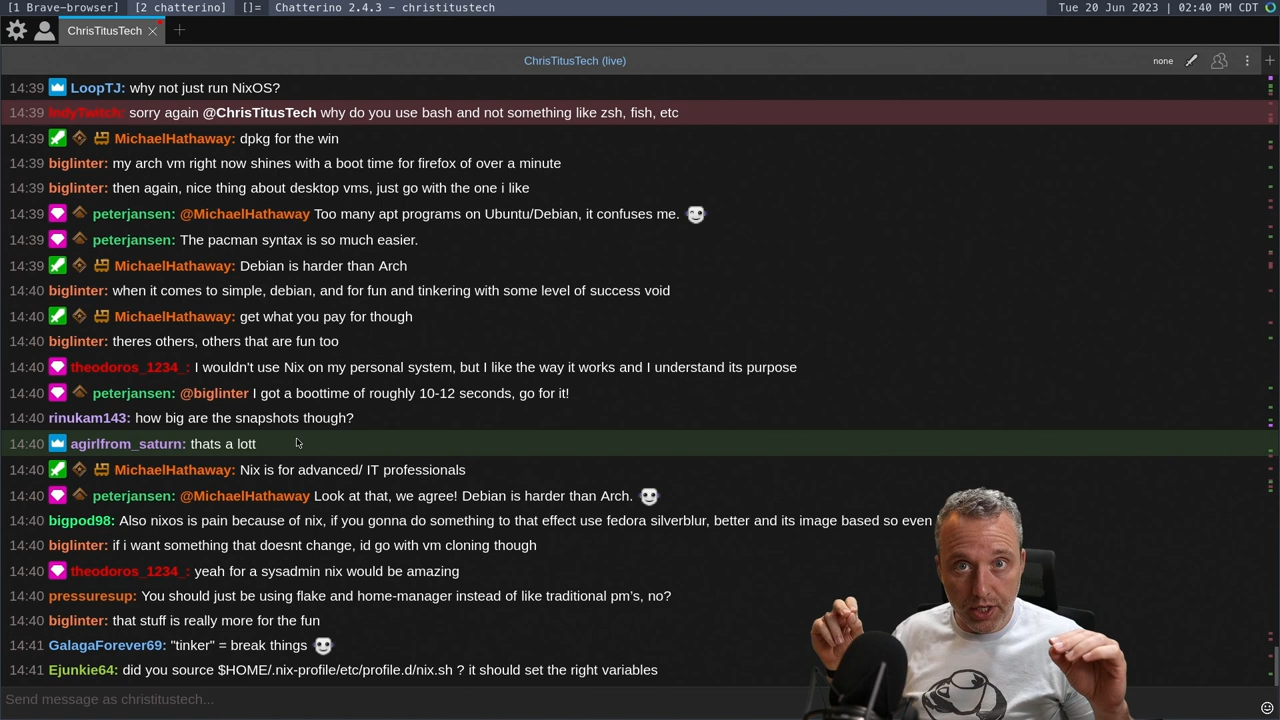 [1 Brave-browser] [2 chatterino] []= Chatterino 2.4.3 - christitustech Tue 20 Jun 2023 | 02:40 PM CDT
ChrisTitusTech
ChrisTitusTech (live) none
14:39 LoopTJ: why not just run NixOS?
14:39 IndyTwitch: sorry again @ChrisTitusTech why do you use bash and not something like zsh, fish, etc
14:39 MichaelHathaway: dpkg for the win
14:39 biglinter: my arch vm right now shines with a boot time for firefox of over a minute
14:39 biglinter: then again, nice thing about desktop vms, just go with the one i like
14:39 peterjansen: @MichaelHathaway Too many apt programs on Ubuntu/Debian, it confuses me.
14:39 peterjansen: The pacman syntax is so much easier.
14:39 MichaelHathaway: Debian is harder than Arch
14:40 biglinter: when it comes to simple, debian, and for fun and tinkering with some level of success void
14:40 MichaelHathaway: get what you pay for though
14:40 biglinter: theres others, others that are fun too
14:40 theodoros_1234_: I wouldn't use Nix on my personal system, but I like the way it works and I understand its purpose
14:40 peterjansen: @biglinter I got a boottime of roughly 10-12 seconds, go for it!
14:40 rinukam143: how big are the snapshots though?
14:40 agirlfrom_saturn: thats a lott
14:40 MichaelHathaway: Nix is for advanced/ IT professionals
14:40 peterjansen: @MichaelHathaway Look at that, we agree! Debian is harder than Arch.
14:40 bigpod98: Also nixos is pain because of nix, if you gonna do something to that effect use fedora silverblur, better and its image based so even
14:40 biglinter: if i want something that doesnt change, id go with vm cloning though
14:40 theodoros_1234_: yeah for a sysadmin nix would be amazing
14:40 pressuresup: You should just be using flake and home-manager instead of like traditional pm's, no?
14:40 biglinter: that stuff is really more for the fun
14:41 GalagaForever69: "tinker" = break things
14:41 Ejunkie64: did you source $HOME/.nix-profile/etc/profile.d/nix.sh ? it should set the right variables
Send message as christitustech...